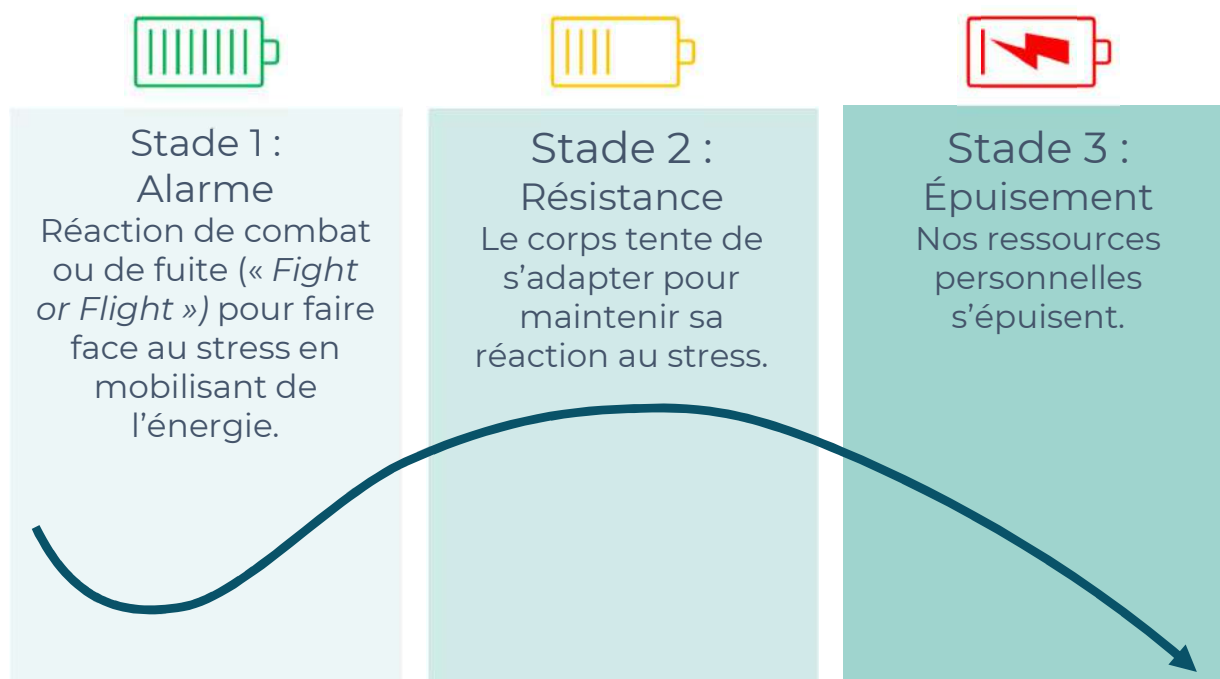 Stade 1 :
Alarme
Réaction de combat
ou de fuite (« Fight
or Flight ») pour faire
face au stress en
mobilisant de
l’énergie.
Stade 2 :
Résistance
Le corps tente de
s’adapter pour
maintenir sa
réaction au stress.
Stade 3 :
Épuisement
Nos ressources
personnelles
s’épuisent.